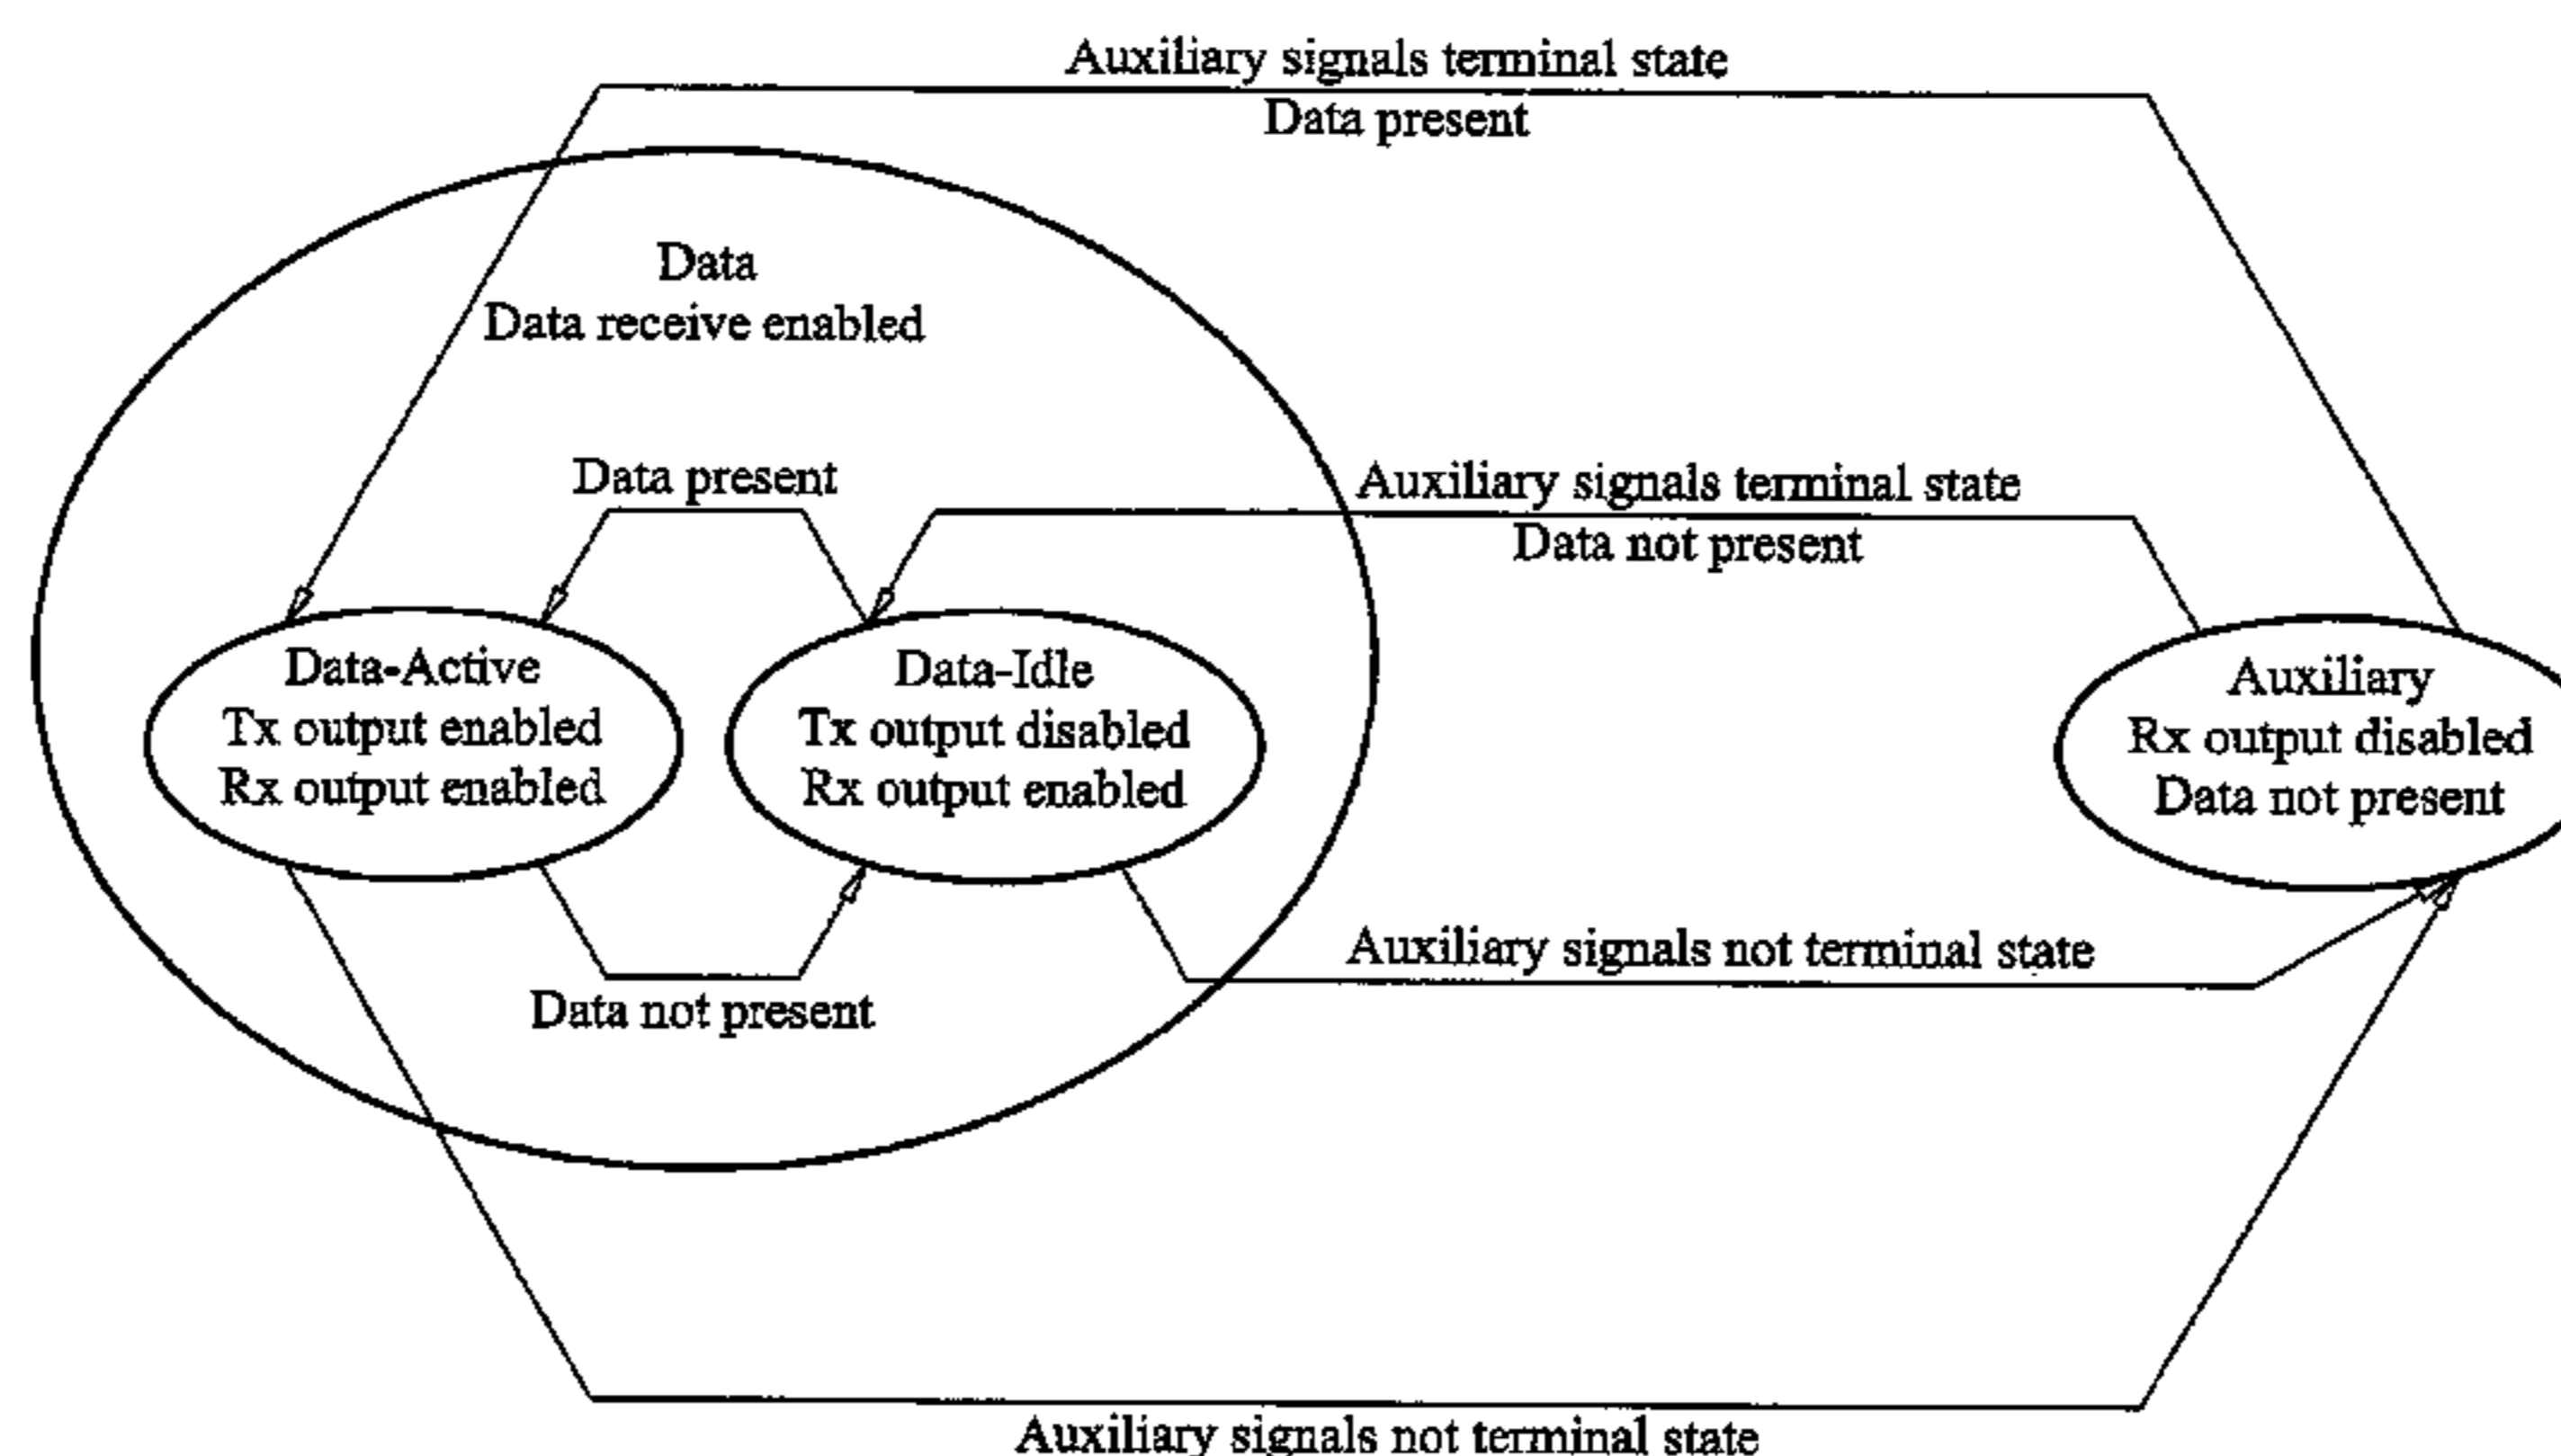 Auxiliary signals terminal state
Data present
Data
Data receive enabled
Data present
Auxiliary signals terminal state
Data not present
Data-Active
Tx output enabled
Rx output enabled
Data-Idle
Tx output disabled
Rx output enabled
Auxiliary
Rx output disabled
Data not present
Auxiliary signals not terminal state
Data not present
Auxiliary signals not terminal state